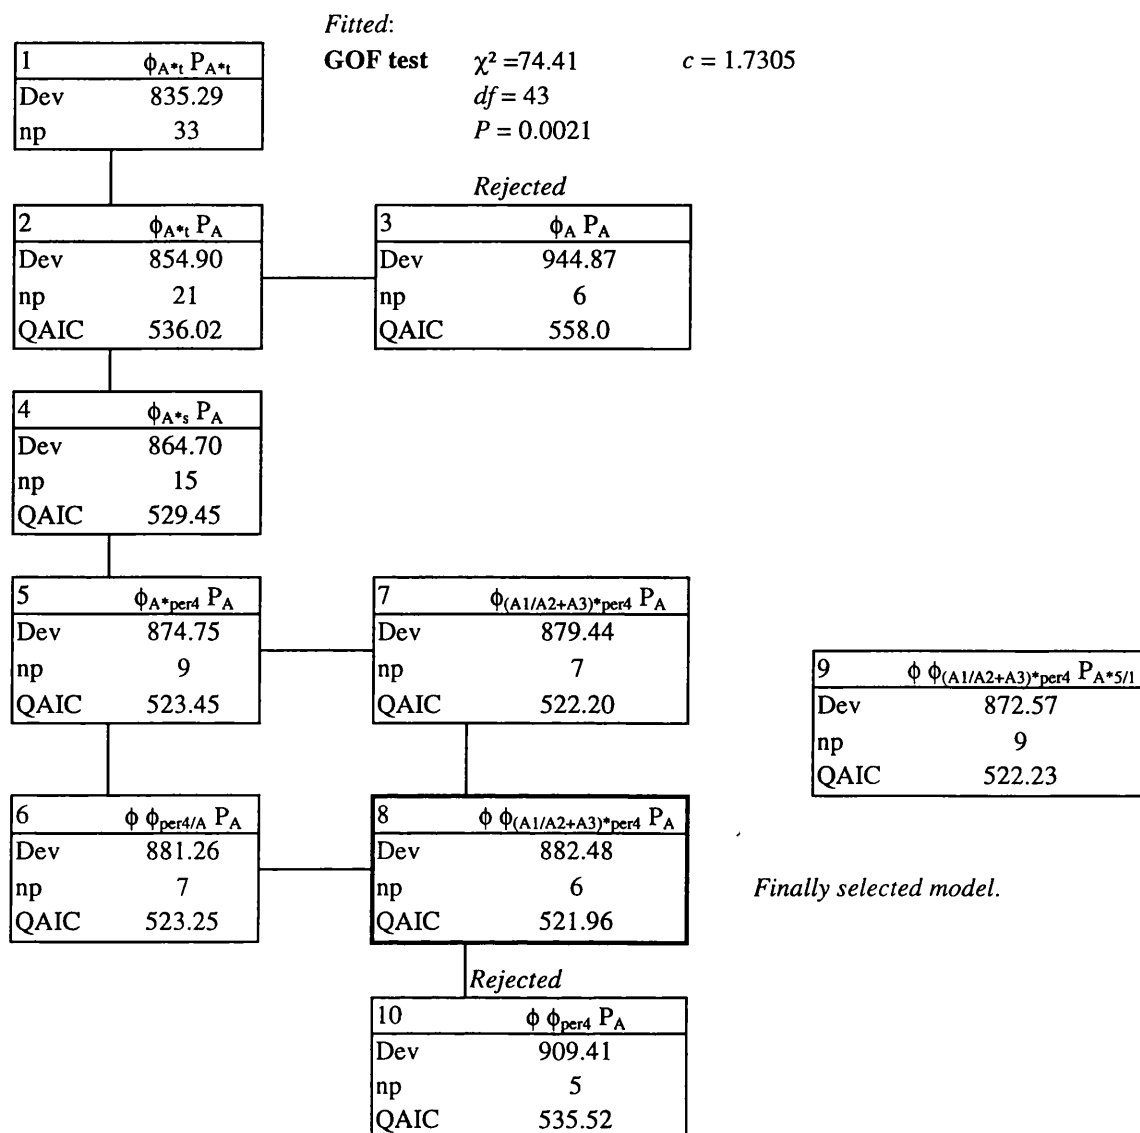 Fitted:
1 ϕA*t PA*t
Dev 835.29
np 33
GOF test χ² =74.41 c = 1.7305
df = 43
P = 0.0021
Rejected
2 ϕA*t PA
Dev 854.90
np 21
QAIC 536.02
3 ϕA PA
Dev 944.87
np 6
QAIC 558.0
4 ϕA*s PA
Dev 864.70
np 15
QAIC 529.45
5 ϕA*per4 PA
Dev 874.75
np 9
QAIC 523.45
7 ϕ(A1/A2+A3)*per4 PA
Dev 879.44
np 7
QAIC 522.20
9 ϕ ϕ(A1/A2+A3)*per4 PA*5/1
Dev 872.57
np 9
QAIC 522.23
6 ϕ ϕper4/A PA
Dev 881.26
np 7
QAIC 523.25
8 ϕ ϕ(A1/A2+A3)*per4 PA
Dev 882.48
np 6
QAIC 521.96
Finally selected model.
Rejected
10 ϕ ϕper4 PA
Dev 909.41
np 5
QAIC 535.52